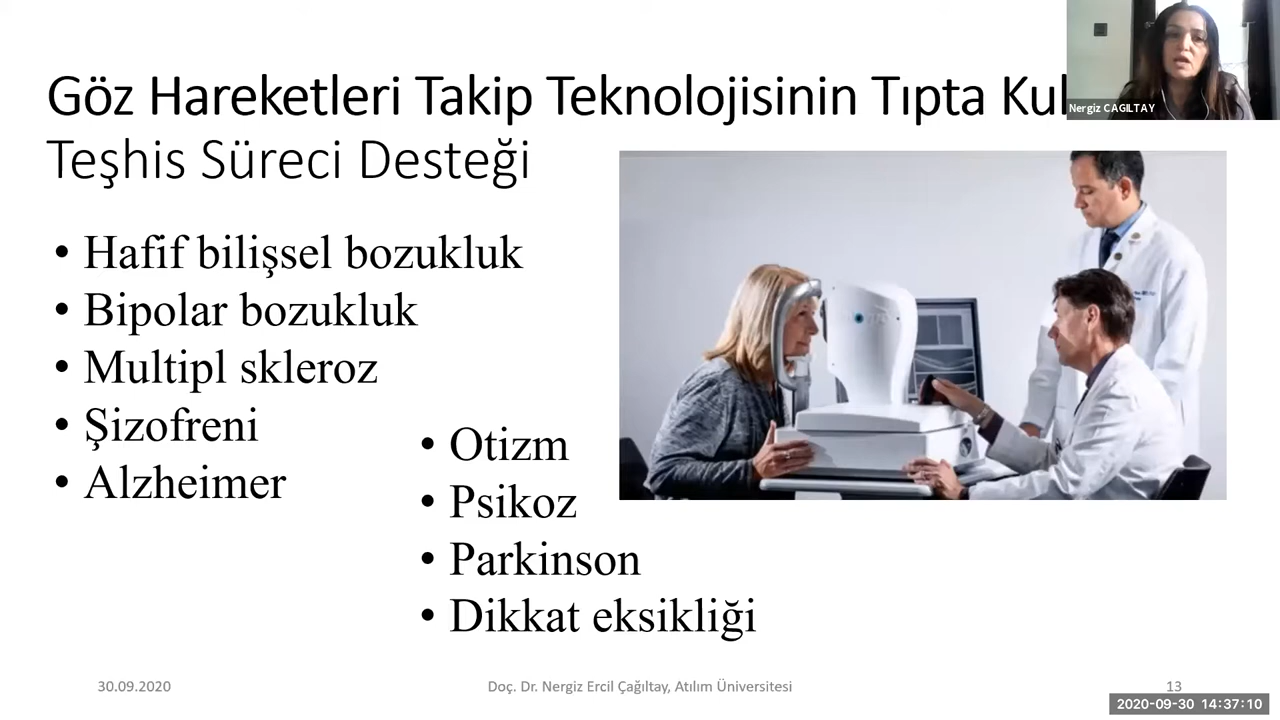 Göz Hareketleri Takip Teknolojisinin Tıpta Kul
Nergiz CAGILTAY
Teşhis Süreci Desteği
• Hafif bilişsel bozukluk
• Bipolar bozukluk
• Multipl skleroz
• Şizofreni
• Alzheimer
• Otizm
• Psikoz
• Parkinson
• Dikkat eksikliği
30.09.2020
Doç. Dr. Nergiz Ercil Çağıltay, Atılım Üniversitesi
13
2020-09-30 14:37:10